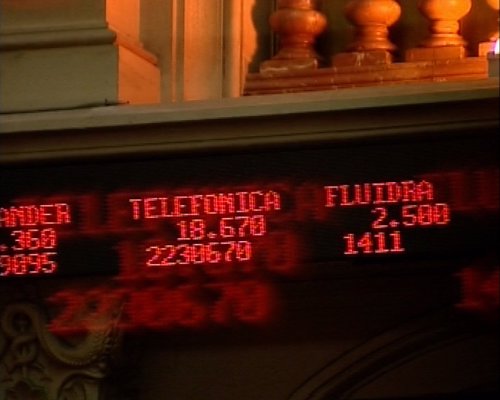 ANDER TELEFONICA FLUIDRA
.360 18.670 2.500
9095 2230670 1411